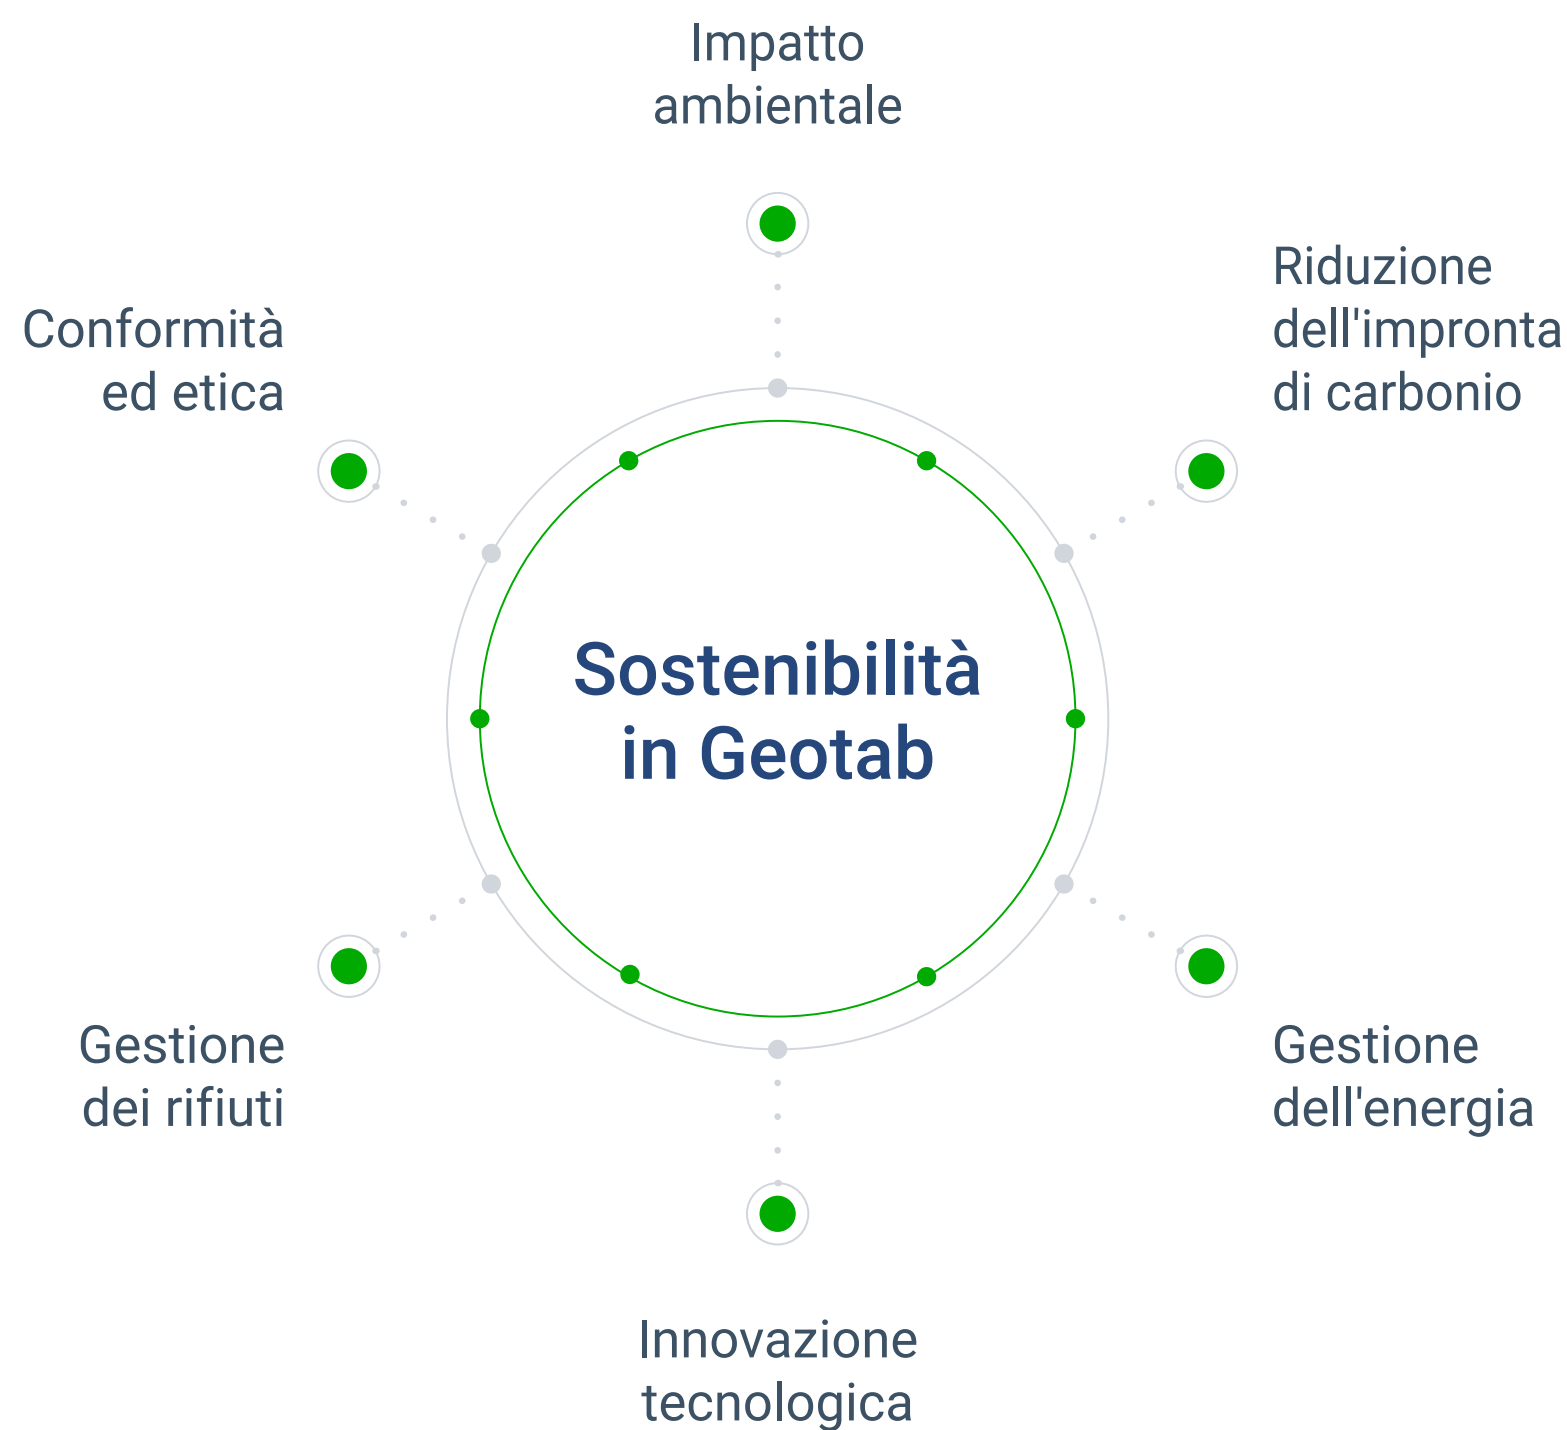 Impatto
ambientale
Riduzione
dell'impronta
di carbonio
Conformità
ed etica
Sostenibilità
in Geotab
Gestione
dei rifiuti
Gestione
dell'energia
Innovazione
tecnologica